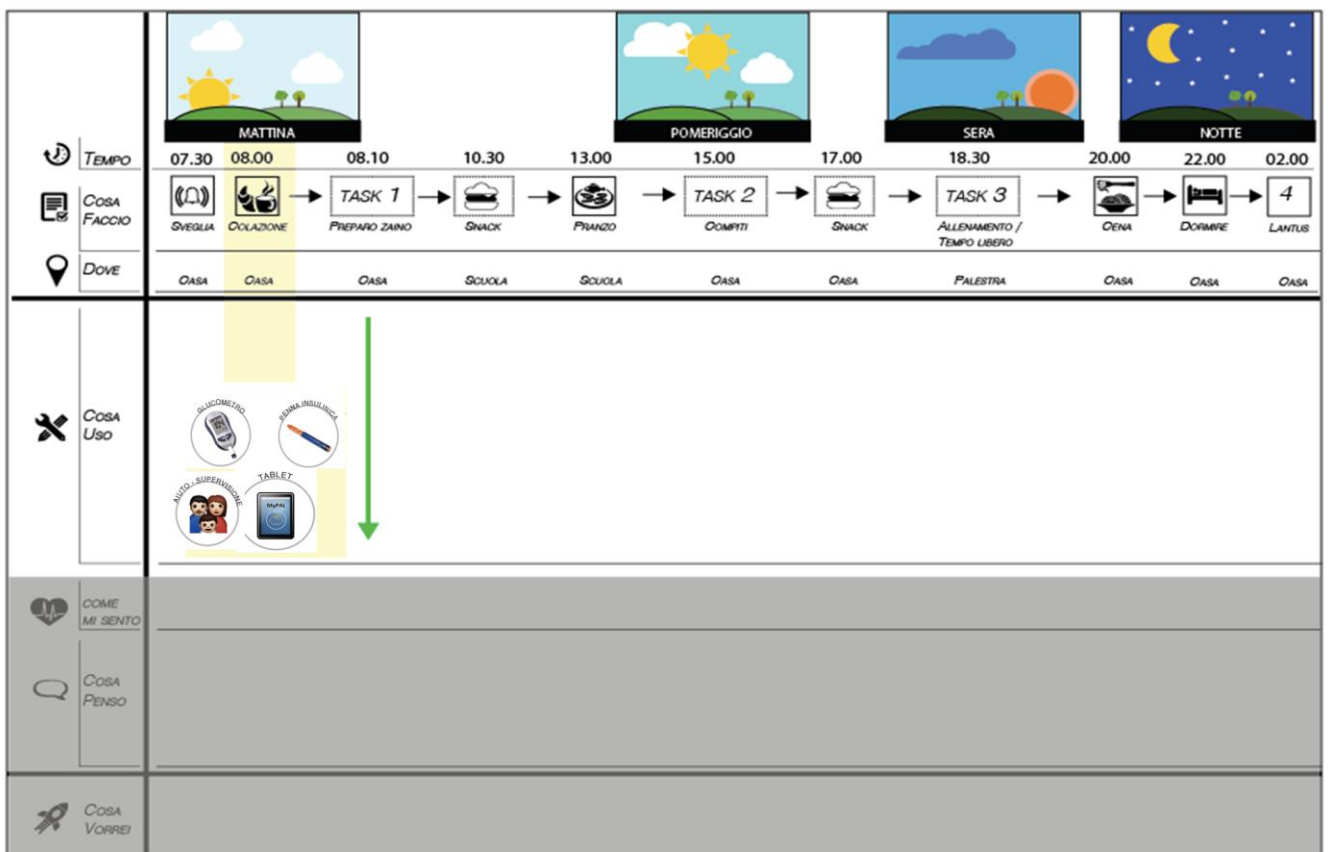 MATTINA
POMERIGGIO
SERA
NOTTE
TEMPO
07.30 08.00 08.10 10.30 13.00 15.00 17.00 18.30 20.00 22.00 02.00
COSA
FACCIO
TASK 1
TASK 2
TASK 3
4
SVEGLIA COLAZIONE PREPARO ZAINO SNACK PRANZO COMPITI SNACK ALLENAMENTO / CENA DORMIRE LANTUS
TEMPO LIBERO
DOVE
CASA CASA CASA SCUOLA SCUOLA CASA CASA PALESTRA CASA CASA CASA
COSA
USO
GLUCOMETRO
PENNA INSULINICA
AIUTO - SUPERVISIONE
TABLET
MyPAL
COME
MI SENTO
COSA
PENSO
COSA
VORREI